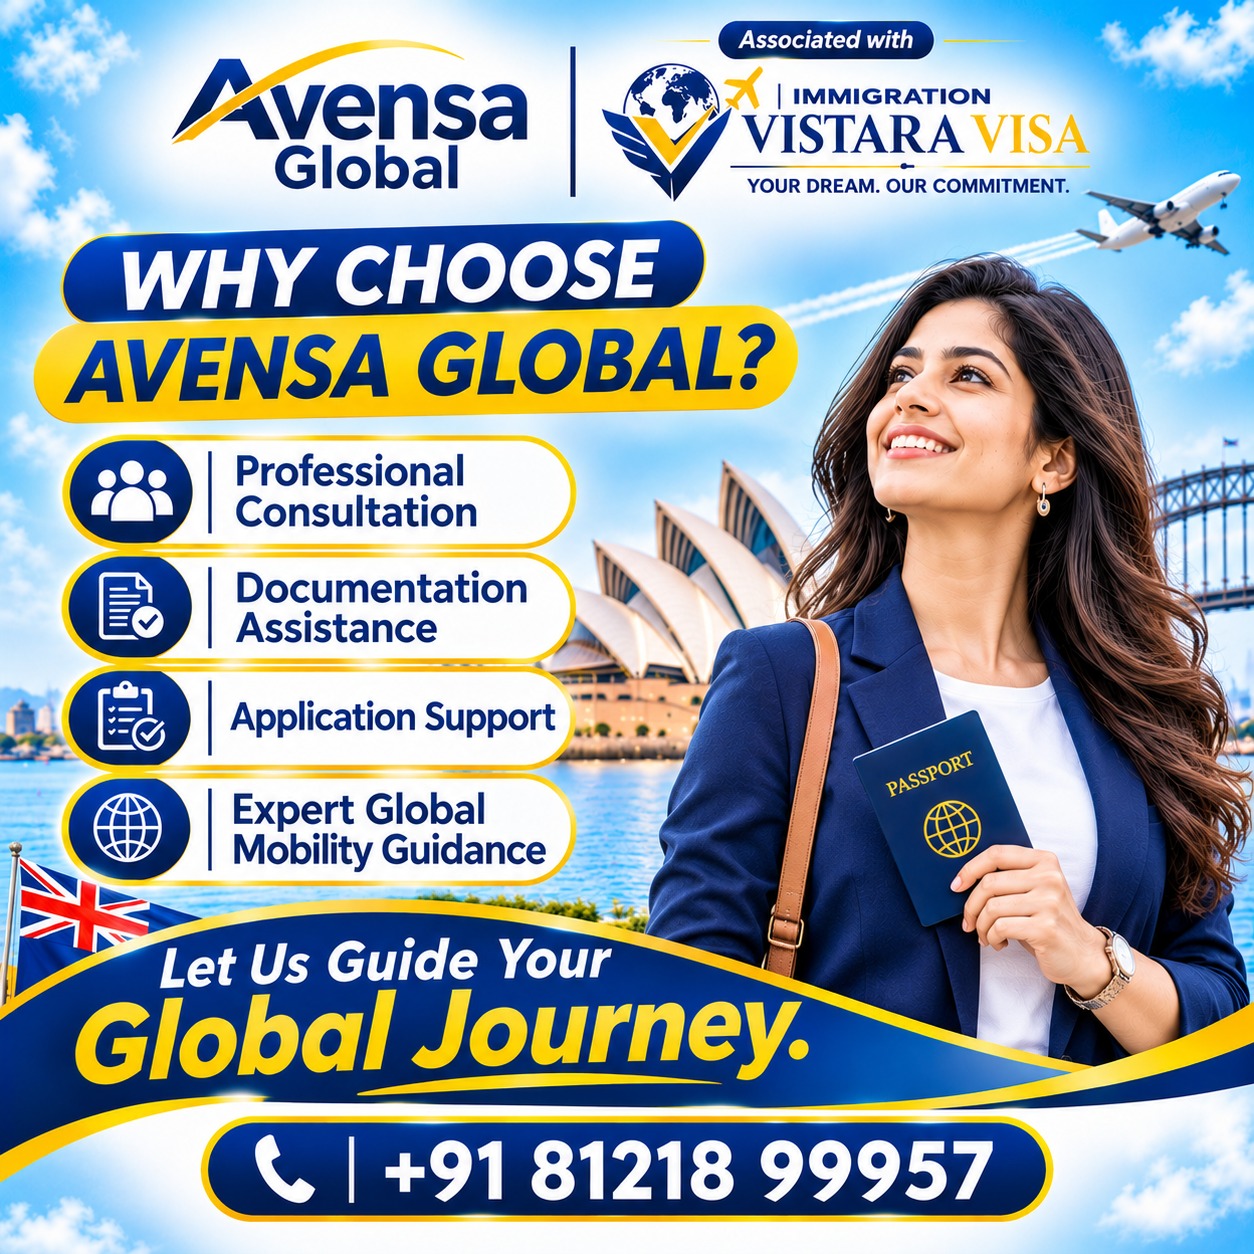 Avensa
Global
Associated with
| IMMIGRATION
VISTARA VISA
YOUR DREAM. OUR COMMITMENT.
WHY CHOOSE
AVENSA GLOBAL?
Professional
Consultation
Documentation
Assistance
Application Support
Expert Global
Mobility Guidance
PASSPORT
Let Us Guide Your
Global Journey.
+91 81218 99957